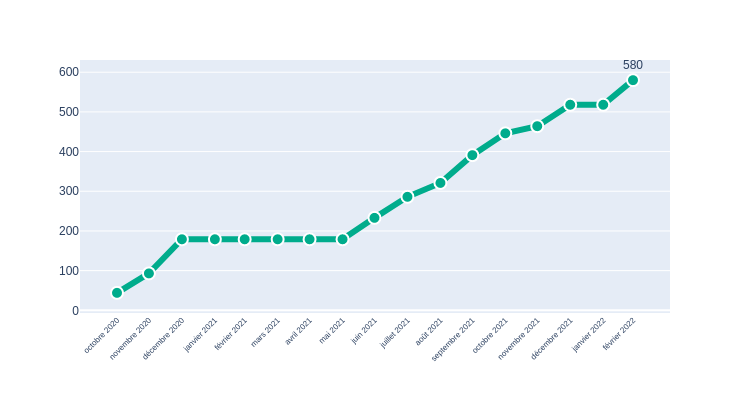 580
600
500
400
300
200
100
0
octobre 2020
novembre 2020
décembre 2020
janvier 2021
février 2021
mars 2021
avril 2021
mai 2021
juin 2021
juillet 2021
août 2021
septembre 2021
octobre 2021
novembre 2021
décembre 2021
janvier 2022
février 2022